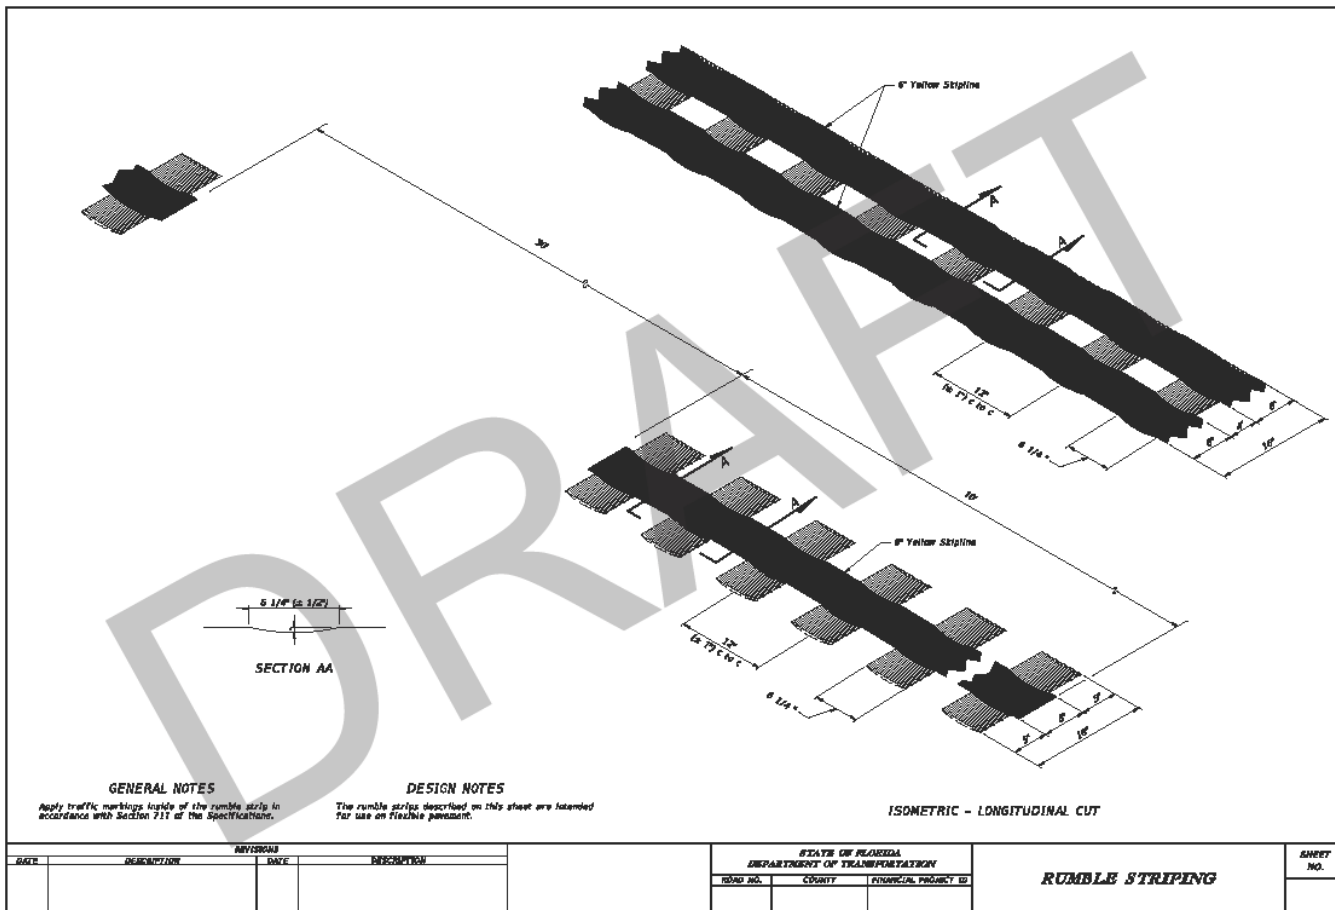 6" Yellow Skipline
30'
A
A
12"
(± 1") C to C
6 1/4 "
6"
4"
6"
16"
10'
A
A
6" Yellow Skipline
12"
(± 1") C to C
6 1/4 "
5"
6"
5"
16"
6 1/4" (± 1/2")
SECTION AA
DRAFT
GENERAL NOTES
Apply traffic markings inside of the rumble strip in
accordance with Section 711 of the Specifications.
DESIGN NOTES
The rumble strips described on this sheet are intended
for use on flexible pavement.
ISOMETRIC - LONGITUDINAL CUT
REVISIONS
DATE DESCRIPTION DATE DESCRIPTION
STATE OF FLORIDA
DEPARTMENT OF TRANSPORTATION
ROAD NO. COUNTY FINANCIAL PROJECT ID
RUMBLE STRIPING
SHEET
NO.